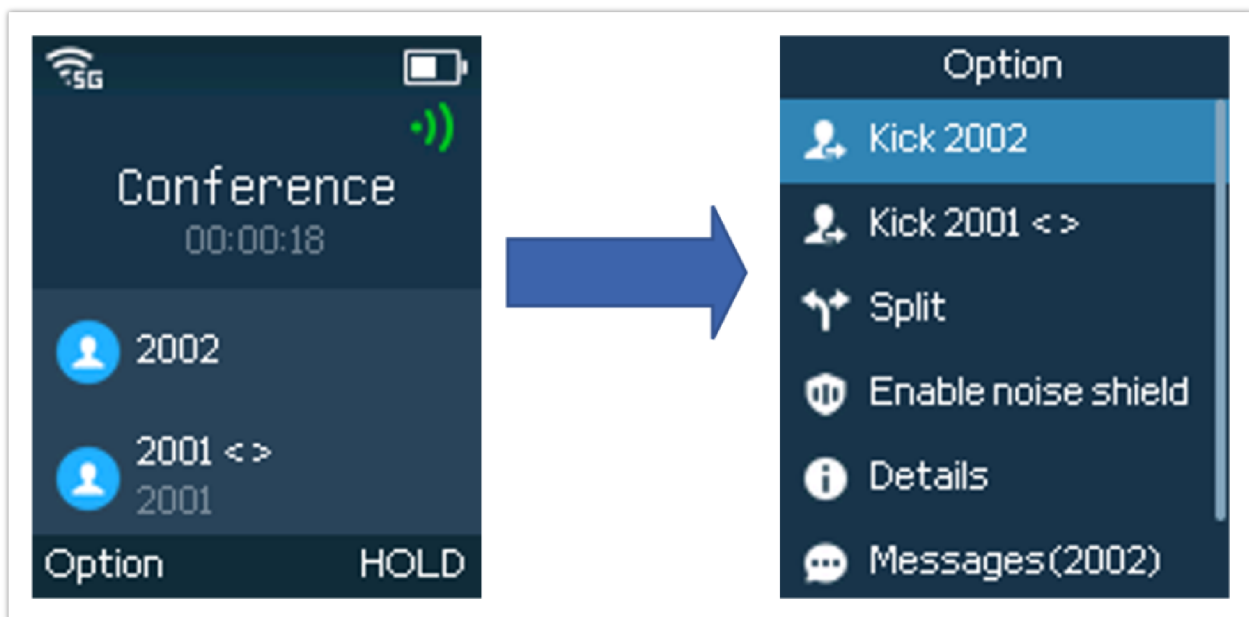 5G
Conference
00:00:18
2002
2001 < >
2001
Option
HOLD
Option
Kick 2002
Kick 2001 < >
Split
Enable noise shield
Details
Messages(2002)